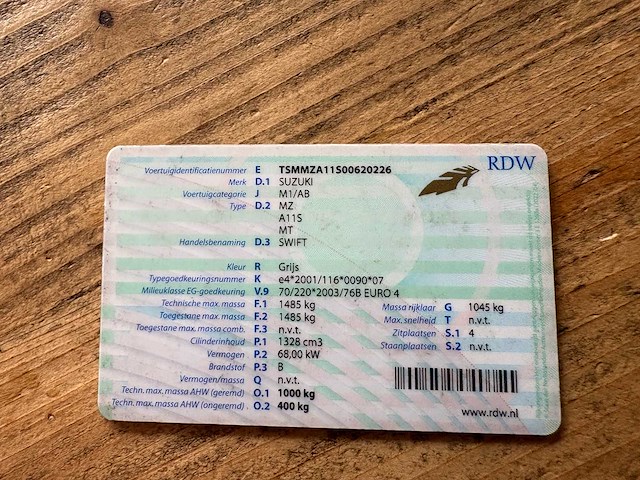 RDW
Voertuigidentificatienummer E TSMMZA11S00620226
Merk D.1 SUZUKI
Voertuigcategorie J M1/AB
Type D.2 MZ
A11S
MT
Handelsbenaming D.3 SWIFT
Kleur R Grijs
Typegoedkeuringsnummer K e4*2001/116*0090*07
Milieuklasse EG-goedkeuring V.9 70/220*2003/76B EURO 4
Technische max. massa F.1 1485 kg
Toegestane max. massa F.2 1485 kg
Toegestane max. massa comb. F.3 n.v.t.
Cilinderinhoud P.1 1328 cm3
Vermogen P.2 68,00 kW
Brandstof P.3 B
Vermogen/massa Q n.v.t.
Techn. max. massa AHW (geremd) O.1 1000 kg
Techn. max. massa AHW (ongeremd) O.2 400 kg
Massa rijklaar G 1045 kg
Max. snelheid T n.v.t.
Zitplaatsen S.1 4
Staanplaatsen S.2 n.v.t.
www.rdw.nl